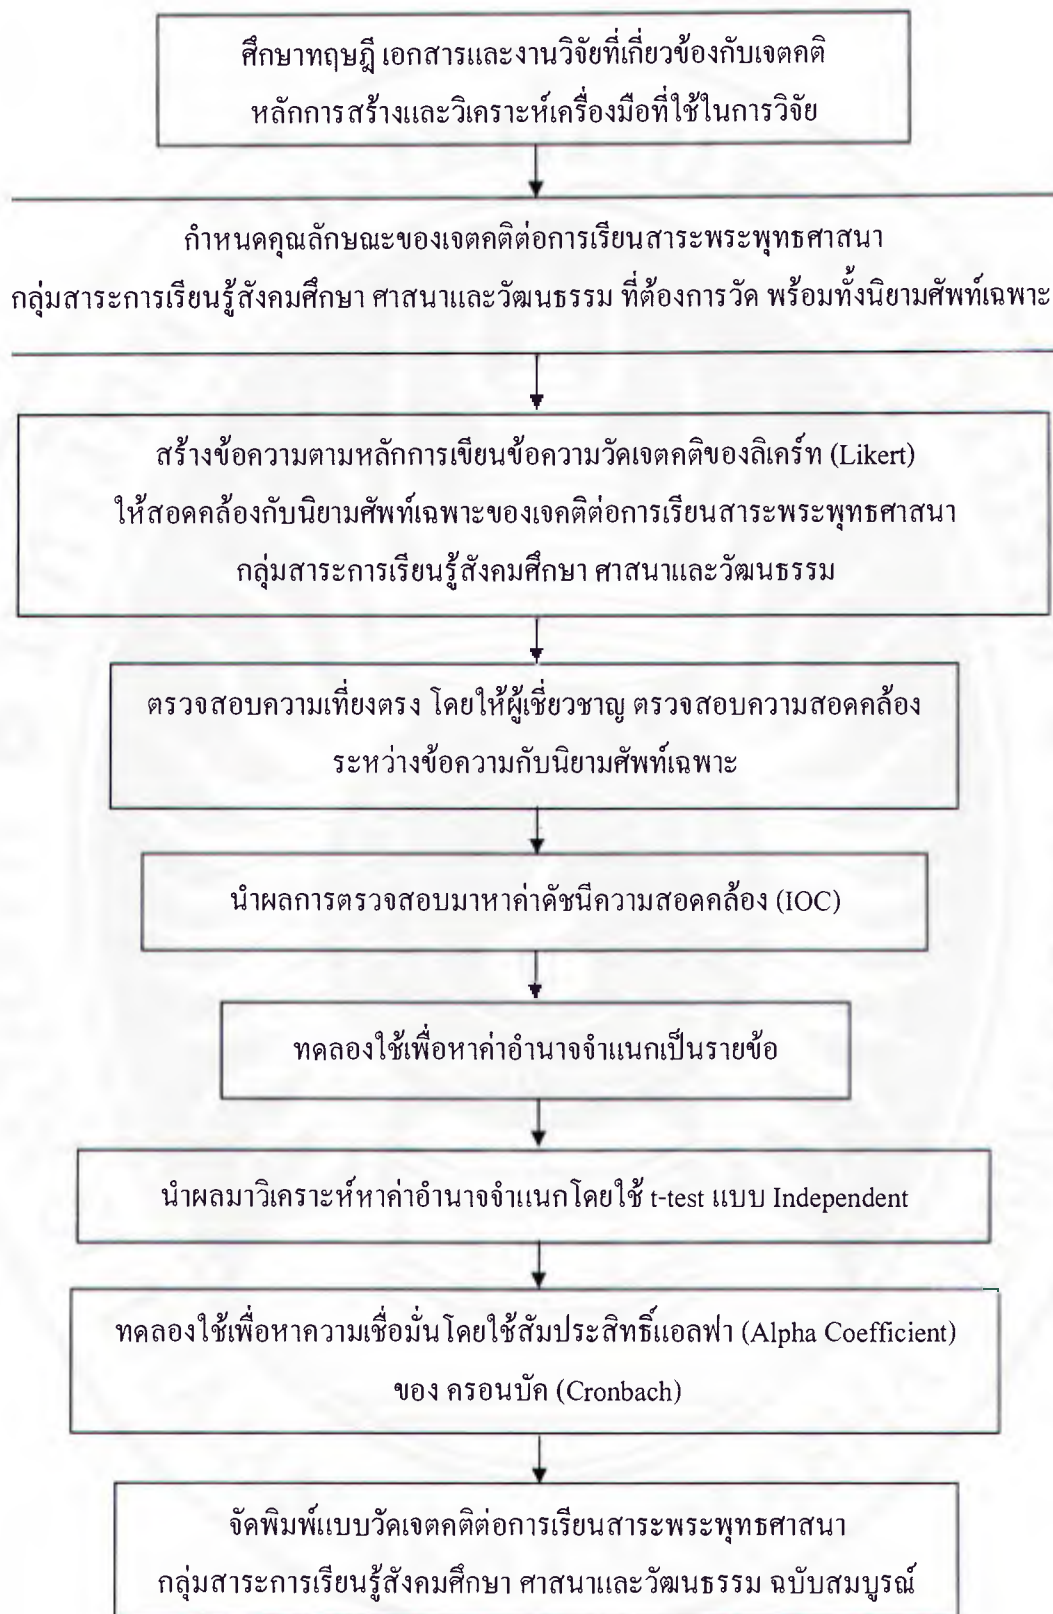 ศึกษาทฤษฎี เอกสารและงานวิจัยที่เกี่ยวข้องกับเจตคติ
หลักการสร้างและวิเคราะห์เครื่องมือที่ใช้ในการวิจัย
กำหนดคุณลักษณะของเจตคติต่อการเรียนสาระพระพุทธศาสนา
กลุ่มสาระการเรียนรู้สังคมศึกษา ศาสนาและวัฒนธรรม ที่ต้องการวัด พร้อมทั้งนิยามศัพท์เฉพาะ
สร้างข้อความตามหลักการเขียนข้อความวัดเจตคติของลิเคร์ท (Likert)
ให้สอดคล้องกับนิยามศัพท์เฉพาะของเจคติต่อการเรียนสาระพระพุทธศาสนา
กลุ่มสาระการเรียนรู้สังคมศึกษา ศาสนาและวัฒนธรรม
ตรวจสอบความเที่ยงตรง โดยให้ผู้เชี่ยวชาญ ตรวจสอบความสอดคล้อง
ระหว่างข้อความกับนิยามศัพท์เฉพาะ
นำผลการตรวจสอบมาหาค่าดัชนีความสอดคล้อง (IOC)
ทดลองใช้เพื่อหาค่าอำนาจจำแนกเป็นรายข้อ
นำผลมาวิเคราะห์หาค่าอำนาจจำแนกโดยใช้ t-test แบบ Independent
ทดลองใช้เพื่อหาความเชื่อมั่นโดยใช้สัมประสิทธิ์แอลฟา (Alpha Coefficient)
ของ ครอนบัค (Cronbach)
จัดพิมพ์แบบวัดเจตคติต่อการเรียนสาระพระพุทธศาสนา
กลุ่มสาระการเรียนรู้สังคมศึกษา ศาสนาและวัฒนธรรม ฉบับสมบูรณ์